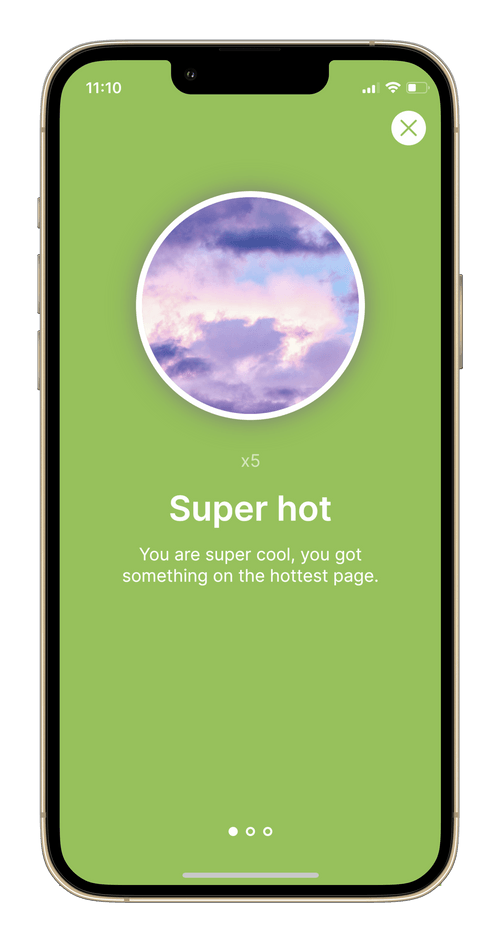 11:10
x5
Super hot
You are super cool, you got
something on the hottest page.